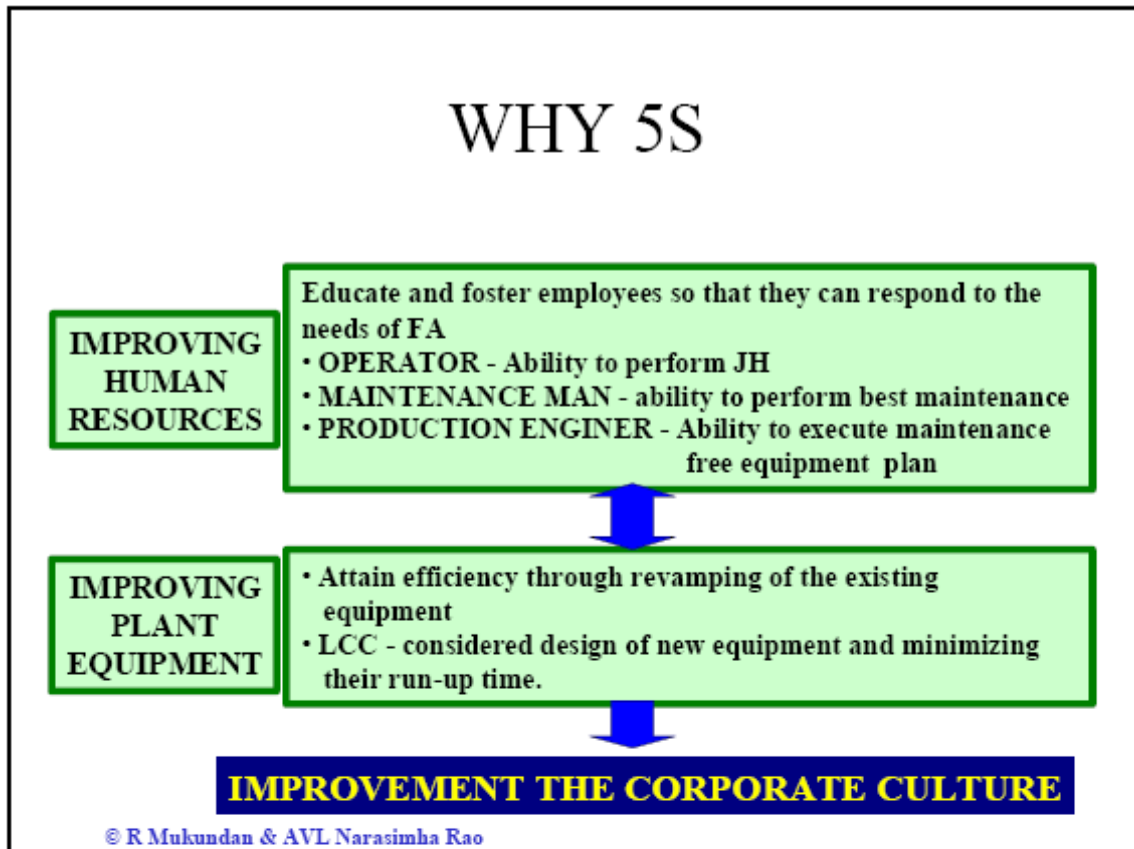 WHY 5S
IMPROVING
HUMAN
RESOURCES
Educate and foster employees so that they can respond to the
needs of FA
• OPERATOR - Ability to perform JH
• MAINTENANCE MAN - ability to perform best maintenance
• PRODUCTION ENGINER - Ability to execute maintenance
free equipment plan
IMPROVING
PLANT
EQUIPMENT
• Attain efficiency through revamping of the existing
equipment
• LCC - considered design of new equipment and minimizing
their run-up time.
IMPROVEMENT THE CORPORATE CULTURE
© R Mukundan & AVL Narasimha Rao